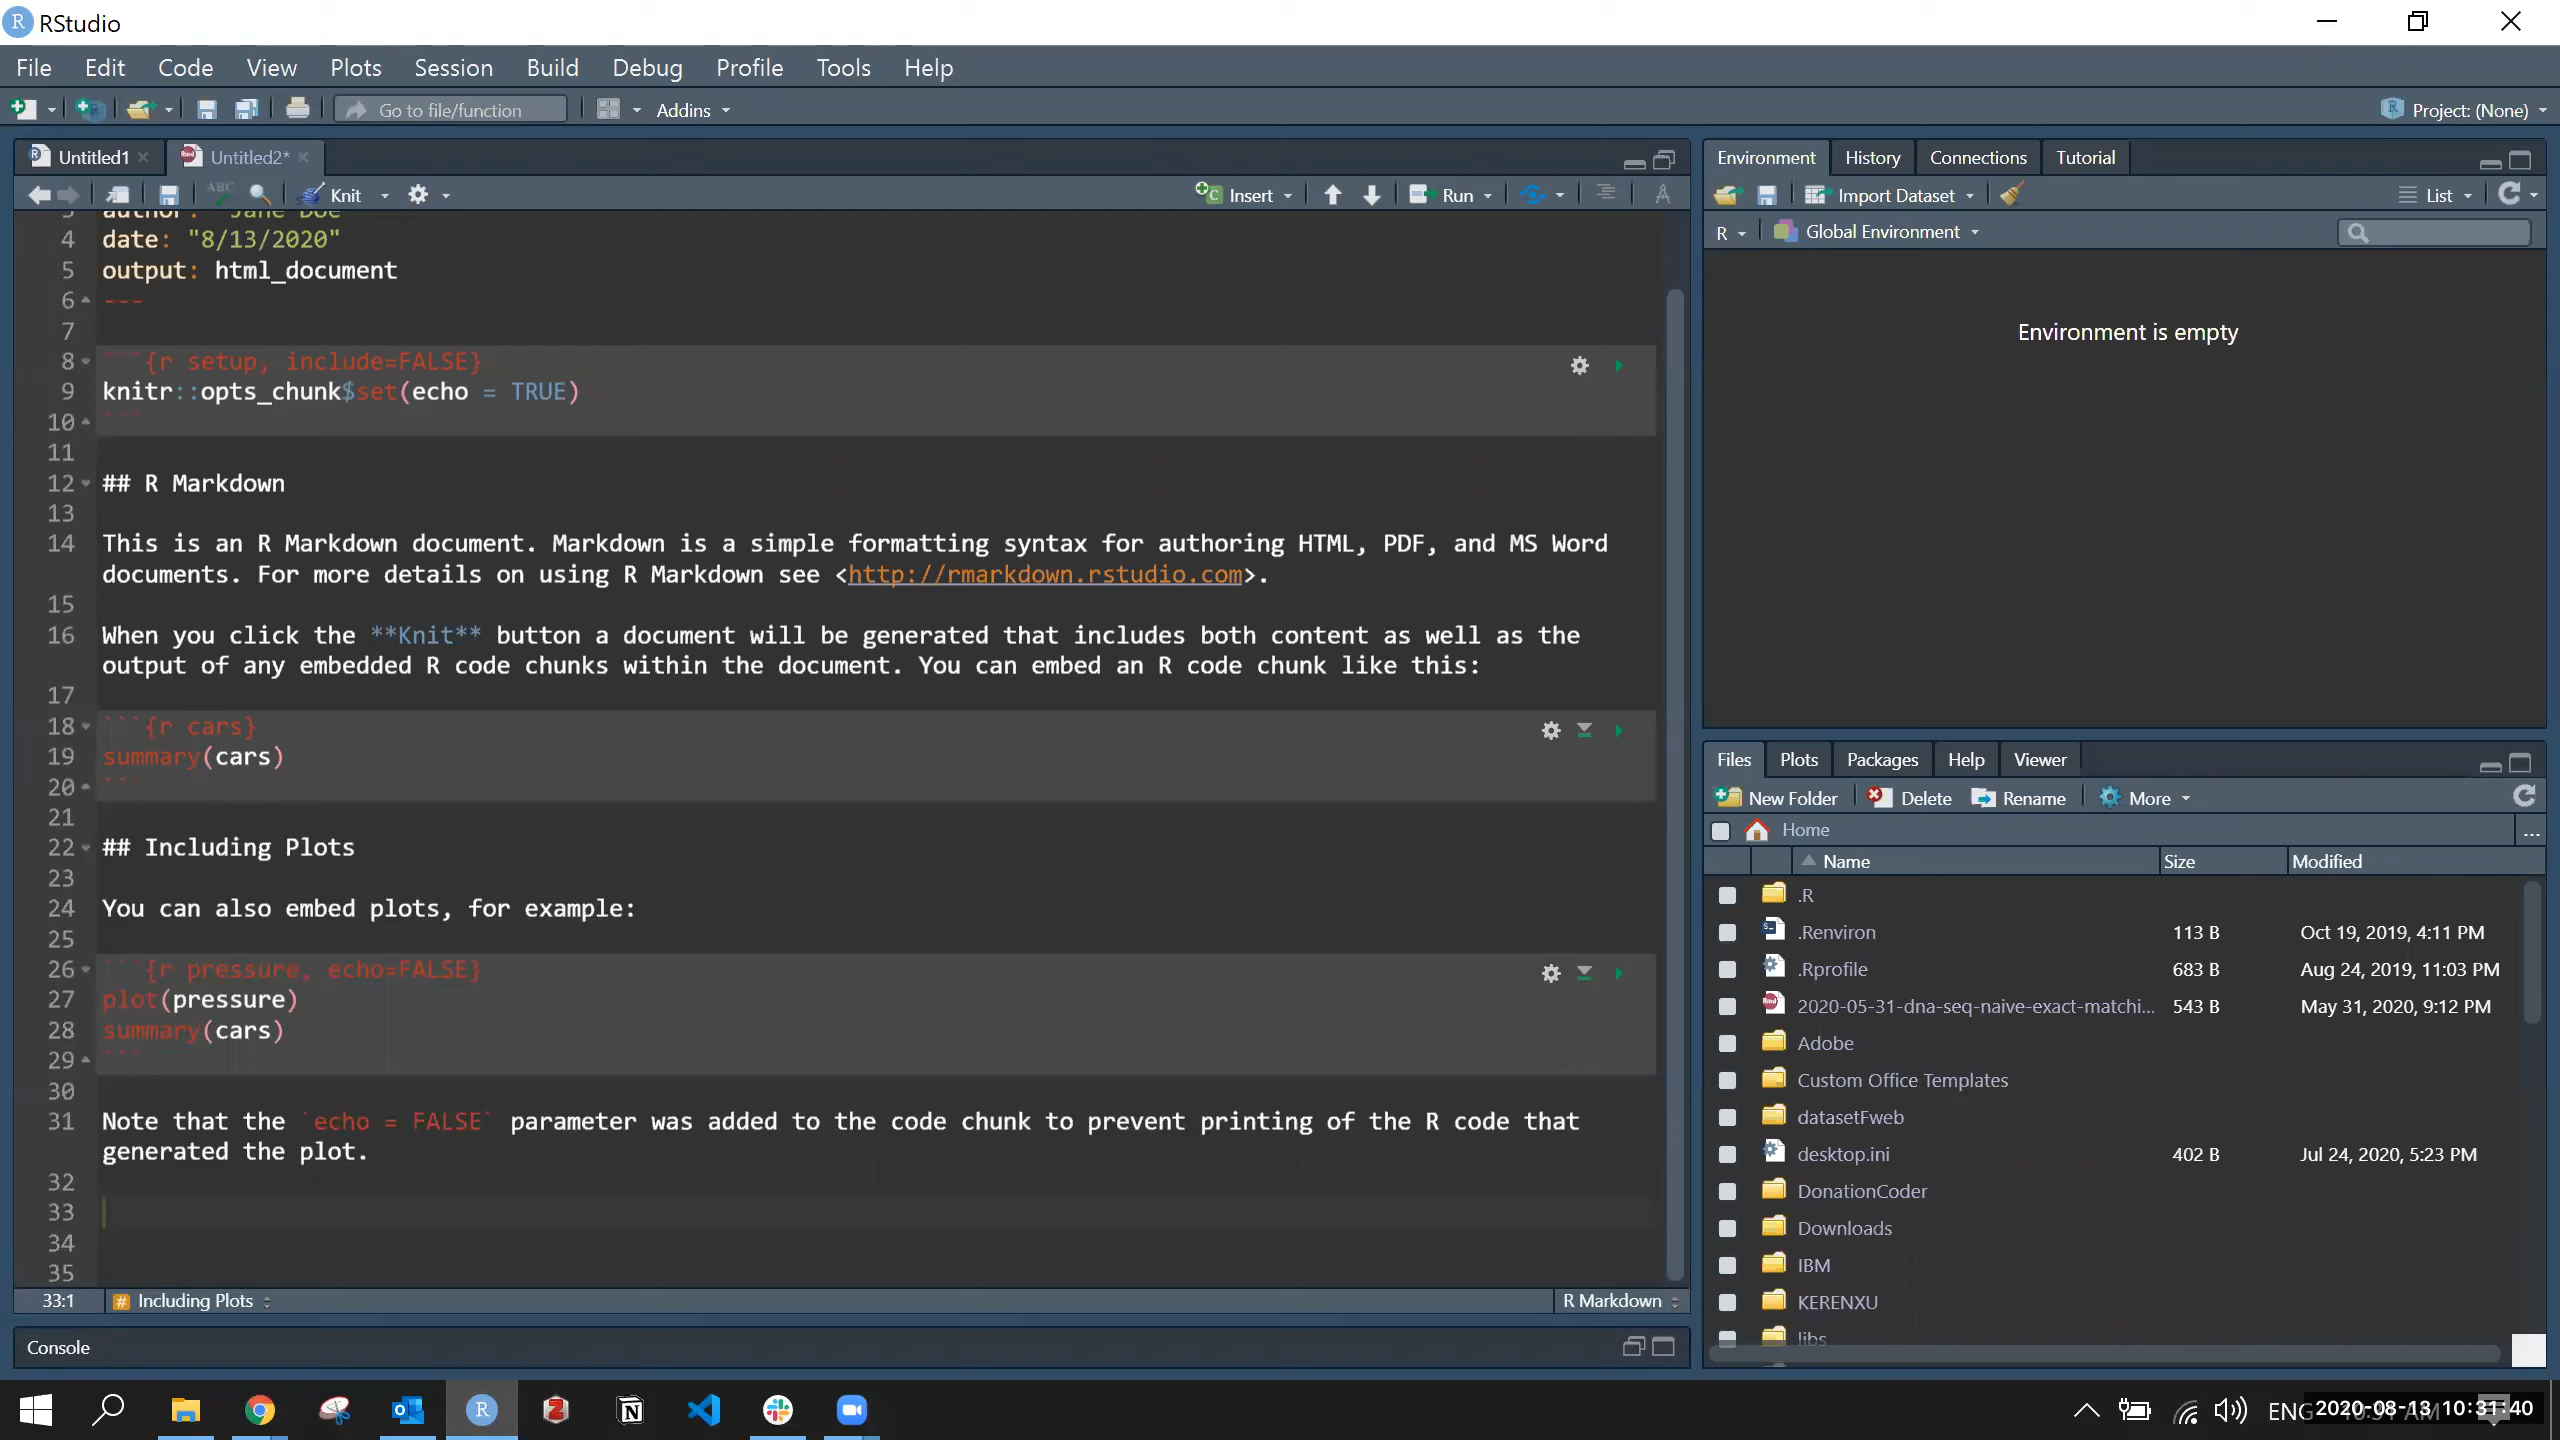 RStudio
File Edit Code View Plots Session Build Debug Profile Tools Help
Go to file/function Addins Project: (None)
Untitled1 Untitled2*
ABC Knit Insert Run
3 author: "Jane Doe"
4 date: "8/13/2020"
5 output: html_document
6 ---
7
8 ```{r setup, include=FALSE}
9 knitr::opts_chunk$set(echo = TRUE)
10 ```
11
12 ## R Markdown
13
14 This is an R Markdown document. Markdown is a simple formatting syntax for authoring HTML, PDF, and MS Word
documents. For more details on using R Markdown see <http://rmarkdown.rstudio.com>.
15
16 When you click the **Knit** button a document will be generated that includes both content as well as the
output of any embedded R code chunks within the document. You can embed an R code chunk like this:
17
18 ```{r cars}
19 summary(cars)
20 ```
21
22 ## Including Plots
23
24 You can also embed plots, for example:
25
26 ```{r pressure, echo=FALSE}
27 plot(pressure)
28 summary(cars)
29 ```
30
31 Note that the `echo = FALSE` parameter was added to the code chunk to prevent printing of the R code that
generated the plot.
32
33
34
35
33:1 Including Plots R Markdown
Console
Environment History Connections Tutorial
Import Dataset List
R Global Environment
Environment is empty
Files Plots Packages Help Viewer
New Folder Delete Rename More
Home ...
Name Size Modified
.R
.Renviron 113 B Oct 19, 2019, 4:11 PM
.Rprofile 683 B Aug 24, 2019, 11:03 PM
2020-05-31-dna-seq-naive-exact-matchi... 543 B May 31, 2020, 9:12 PM
Adobe
Custom Office Templates
datasetFweb
desktop.ini 402 B Jul 24, 2020, 5:23 PM
DonationCoder
Downloads
IBM
KERENXU
libs
ENG 2020-08-13 10:31:40